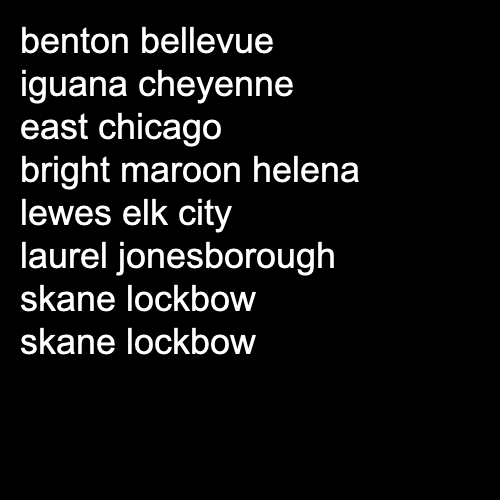 benton bellevue
iguana cheyenne
east chicago
bright maroon helena
lewes elk city
laurel jonesborough
skane lockbow
skane lockbow